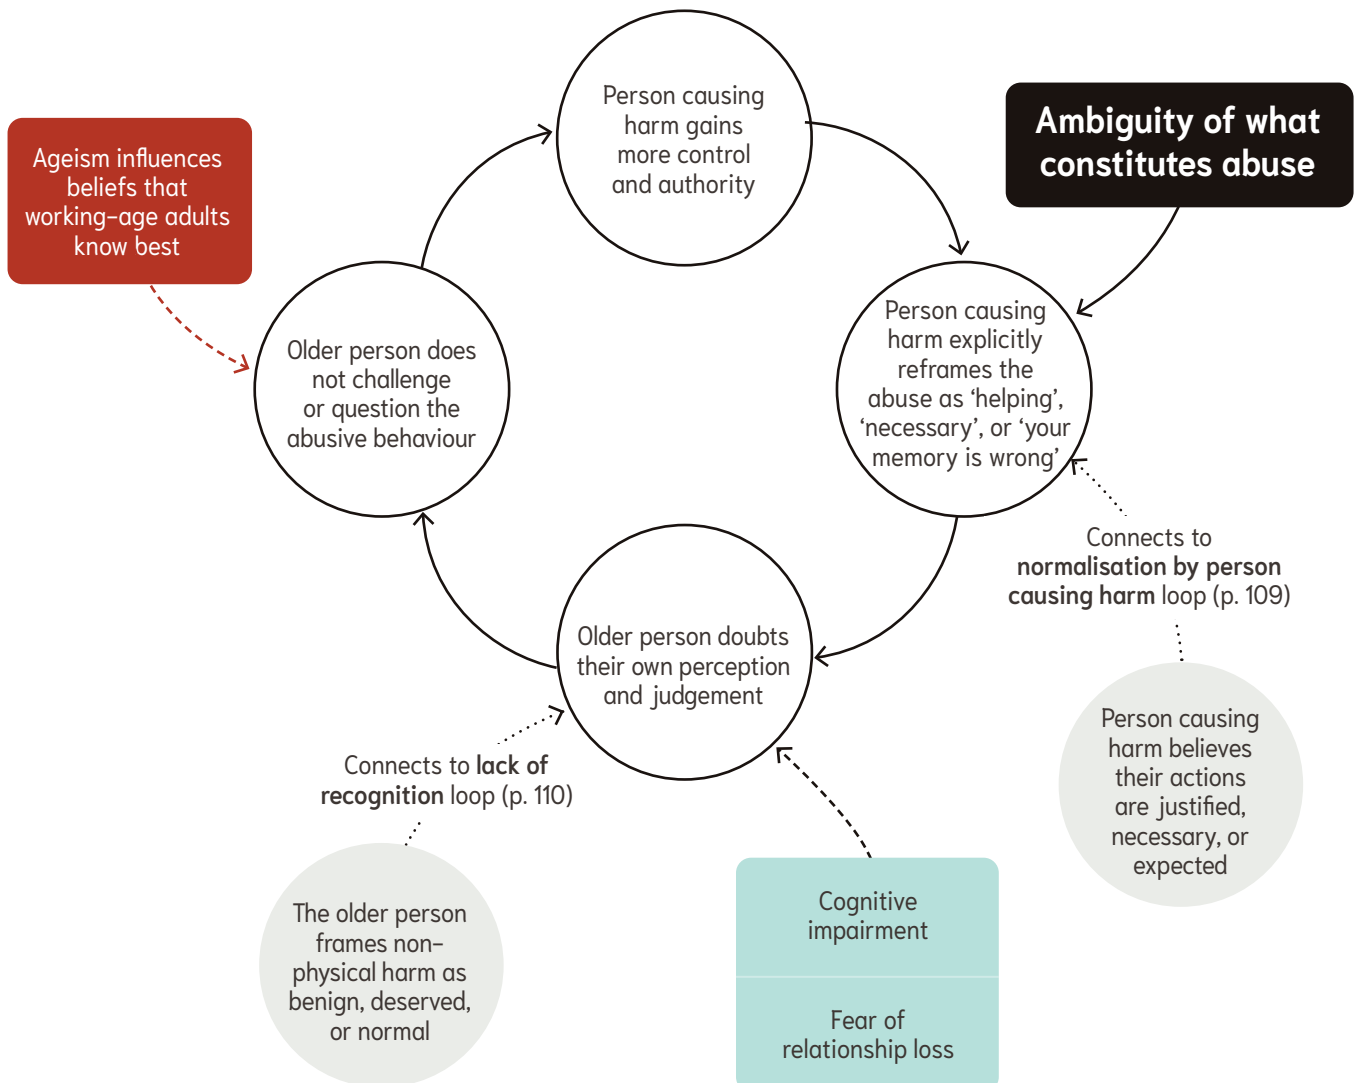 Person causing
harm gains
more control
and authority
Ambiguity of what
constitutes abuse
Ageism influences
beliefs that
working-age adults
know best
Older person does
not challenge
or question the
abusive behaviour
Person causing
harm explicitly
reframes the
abuse as ‘helping’,
‘necessary’, or ‘your
memory is wrong’
Connects to
normalisation by person
causing harm loop (p. 109)
Older person doubts
their own perception
and judgement
Person causing
harm believes
their actions
are justified,
necessary, or
expected
Connects to lack of
recognition loop (p. 110)
The older person
frames non-
physical harm as
benign, deserved,
or normal
Cognitive
impairment
Fear of
relationship loss